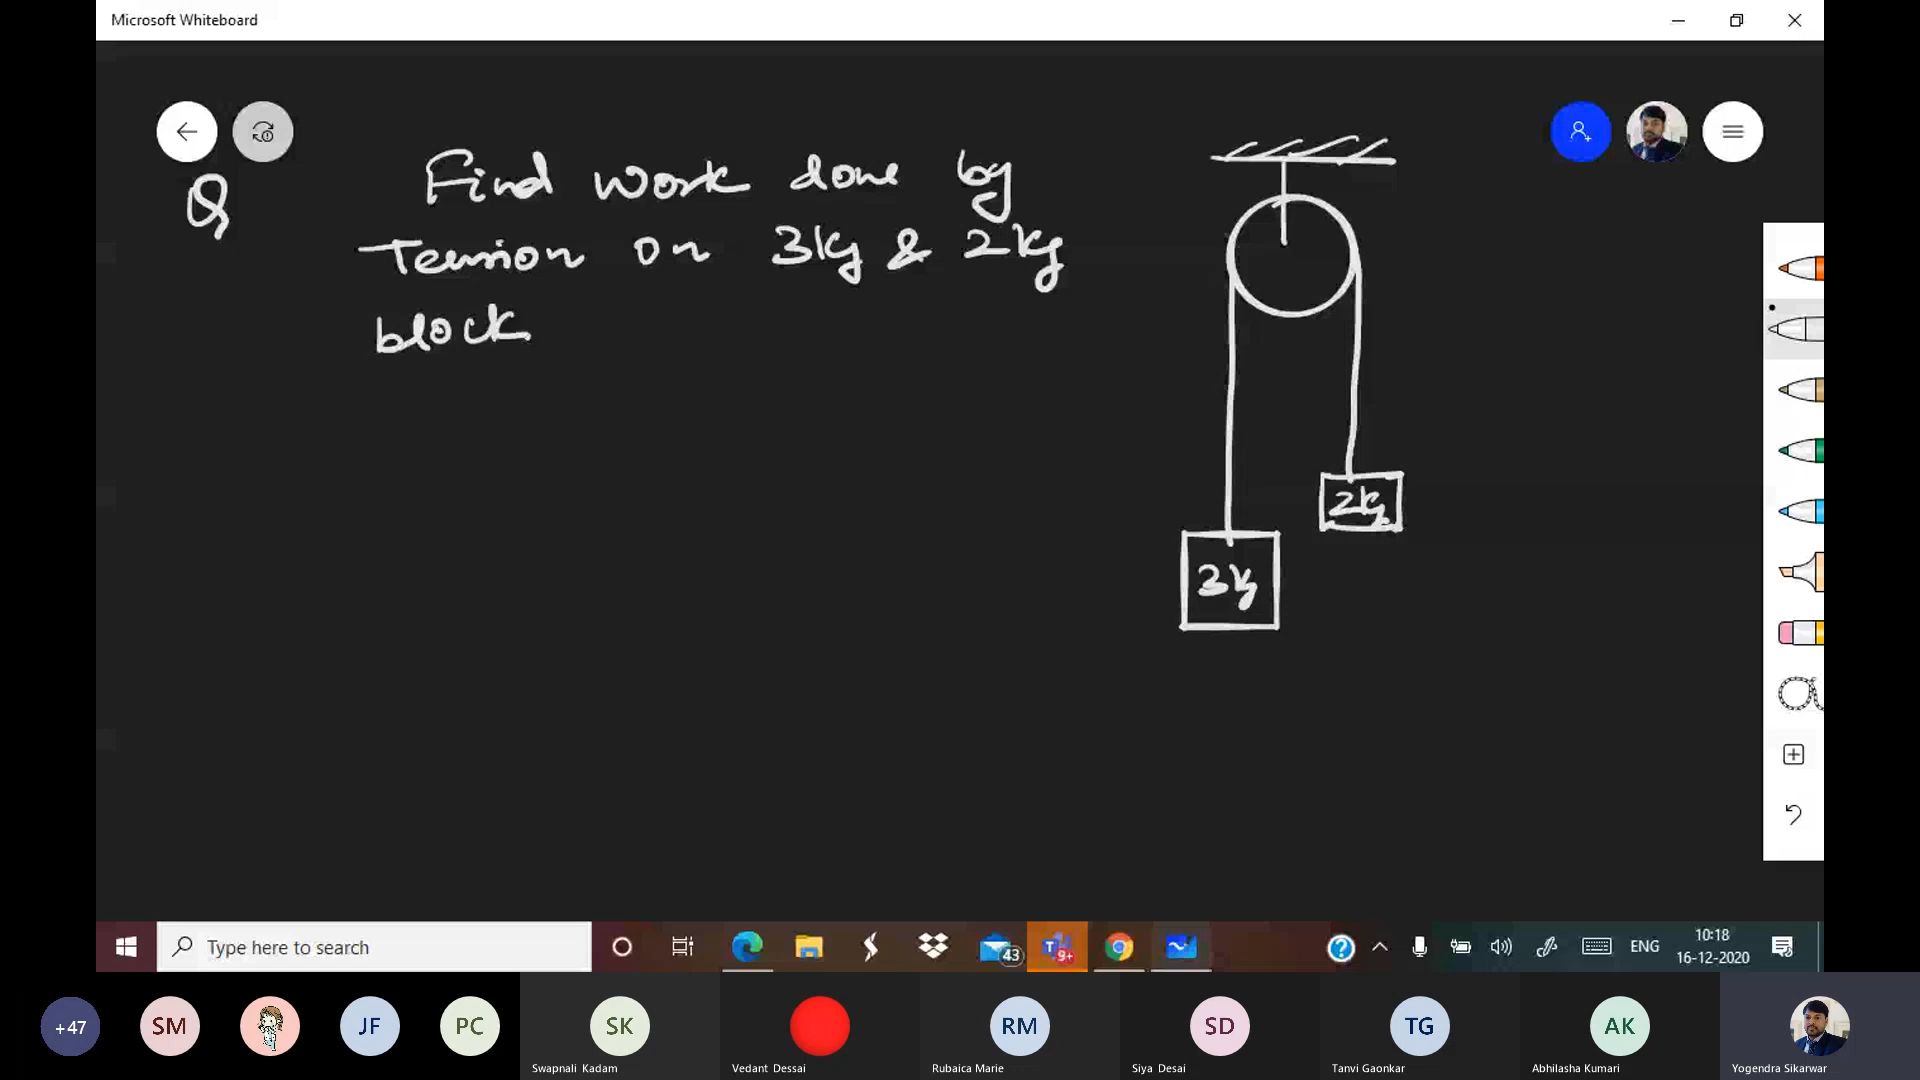 Microsoft Whiteboard
Q
Find work done by
Tension on 3kg & 2kg
block
2kg
3kg
Type here to search
43
9+
ENG
10:18
16-12-2020
+47
SM
JF
PC
SK
RM
SD
TG
AK
Swapnali Kadam
Vedant Dessai
Rubaica Marie
Siya Desai
Tanvi Gaonkar
Abhilasha Kumari
Yogendra Sikarwar